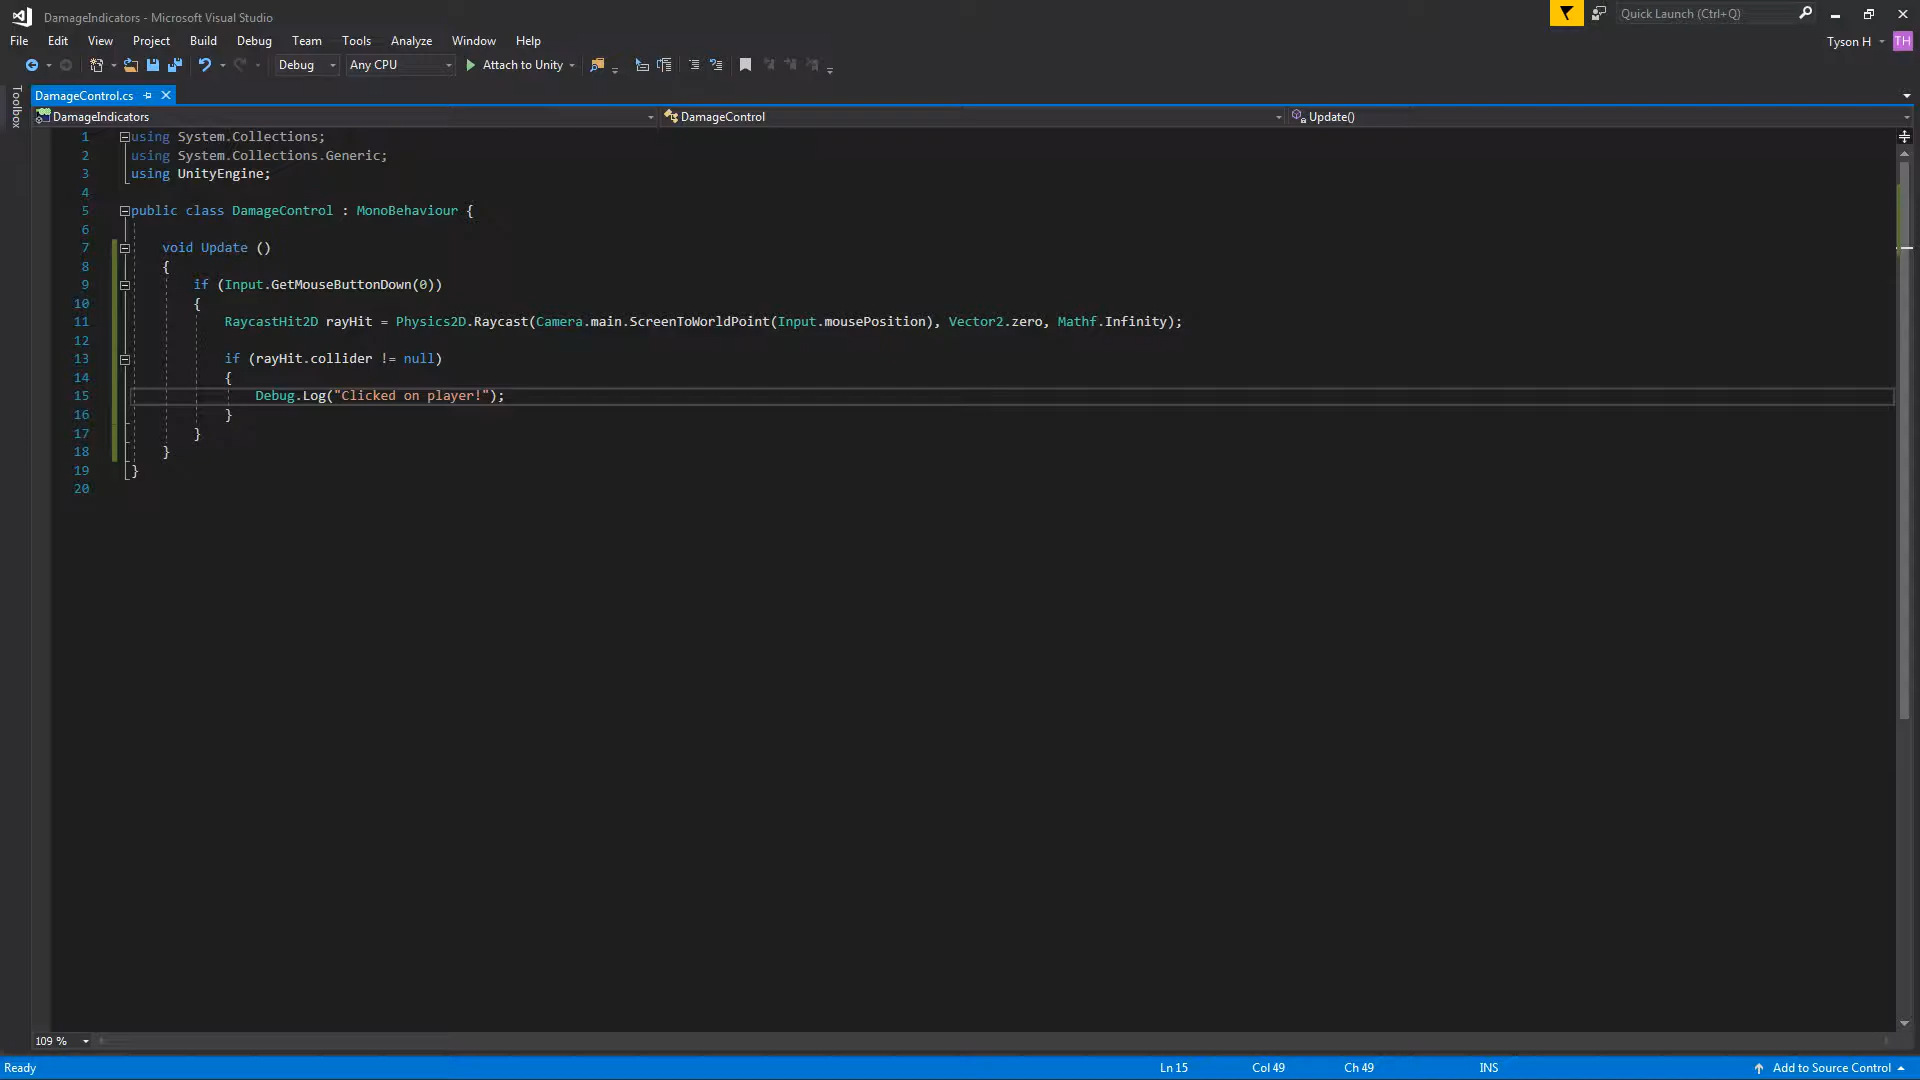 DamageIndicators - Microsoft Visual Studio
Quick Launch (Ctrl+Q)
File Edit View Project Build Debug Team Tools Analyze Window Help
Tyson H TH
Debug Any CPU Attach to Unity
Toolbox
DamageControl.cs
DamageIndicators DamageControl Update()
1 using System.Collections;
2 using System.Collections.Generic;
3 using UnityEngine;
4
5 public class DamageControl : MonoBehaviour {
6
7 void Update ()
8 {
9 if (Input.GetMouseButtonDown(0))
10 {
11 RaycastHit2D rayHit = Physics2D.Raycast(Camera.main.ScreenToWorldPoint(Input.mousePosition), Vector2.zero, Mathf.Infinity);
12
13 if (rayHit.collider != null)
14 {
15 Debug.Log("Clicked on player!");
16 }
17 }
18 }
19 }
20
109 %
Ready Ln 15 Col 49 Ch 49 INS Add to Source Control